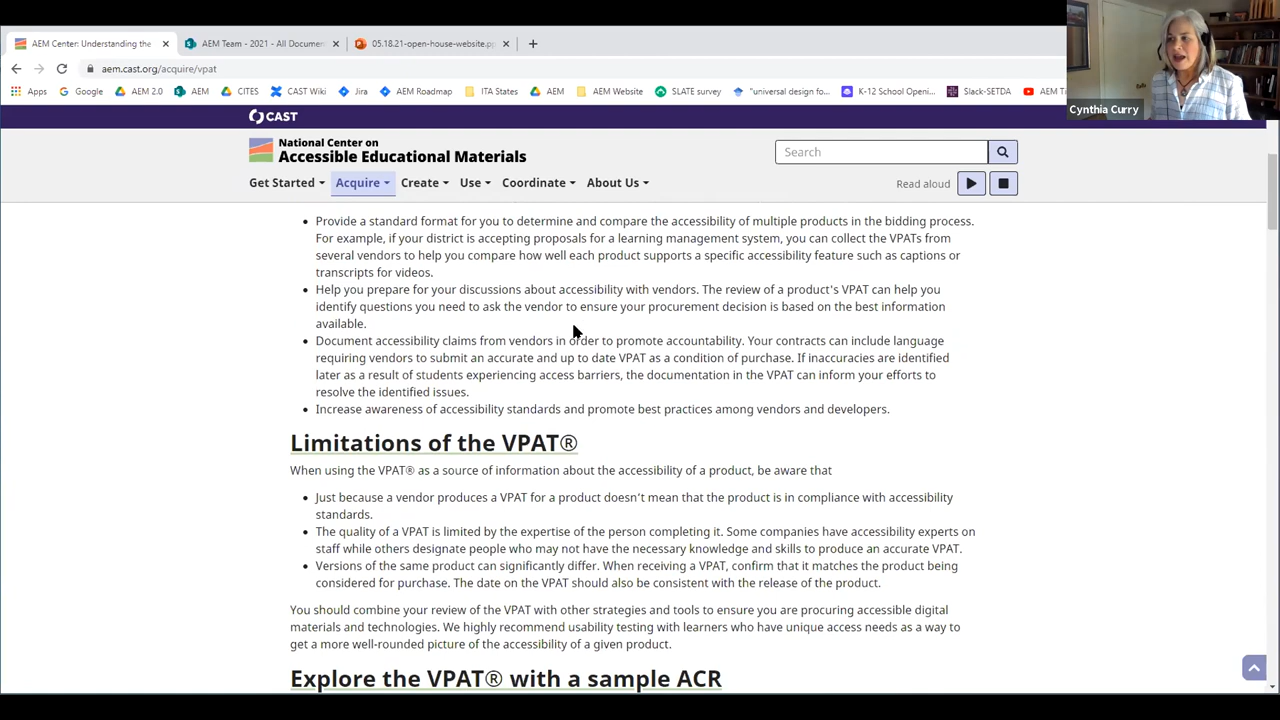 AEM Center: Understanding the
AEM Team - 2021 - All Documen
05.18.21-open-house-website.pp
aem.cast.org/acquire/vpat
Apps
Google
AEM 2.0
AEM
CITES
CAST Wiki
Jira
AEM Roadmap
ITA States
AEM
AEM Website
SLATE survey
"universal design fo...
K-12 School Openi...
Slack-SETDA
AEM Ti
Cynthia Curry
CAST
National Center on
Accessible Educational Materials
Search
Get Started
Acquire
Create
Use
Coordinate
About Us
Read aloud
• Provide a standard format for you to determine and compare the accessibility of multiple products in the bidding process.
For example, if your district is accepting proposals for a learning management system, you can collect the VPATs from
several vendors to help you compare how well each product supports a specific accessibility feature such as captions or
transcripts for videos.
• Help you prepare for your discussions about accessibility with vendors. The review of a product's VPAT can help you
identify questions you need to ask the vendor to ensure your procurement decision is based on the best information
available.
• Document accessibility claims from vendors in order to promote accountability. Your contracts can include language
requiring vendors to submit an accurate and up to date VPAT as a condition of purchase. If inaccuracies are identified
later as a result of students experiencing access barriers, the documentation in the VPAT can inform your efforts to
resolve the identified issues.
• Increase awareness of accessibility standards and promote best practices among vendors and developers.
Limitations of the VPAT®
When using the VPAT® as a source of information about the accessibility of a product, be aware that
• Just because a vendor produces a VPAT for a product doesn't mean that the product is in compliance with accessibility
standards.
• The quality of a VPAT is limited by the expertise of the person completing it. Some companies have accessibility experts on
staff while others designate people who may not have the necessary knowledge and skills to produce an accurate VPAT.
• Versions of the same product can significantly differ. When receiving a VPAT, confirm that it matches the product being
considered for purchase. The date on the VPAT should also be consistent with the release of the product.
You should combine your review of the VPAT with other strategies and tools to ensure you are procuring accessible digital
materials and technologies. We highly recommend usability testing with learners who have unique access needs as a way to
get a more well-rounded picture of the accessibility of a given product.
Explore the VPAT® with a sample ACR